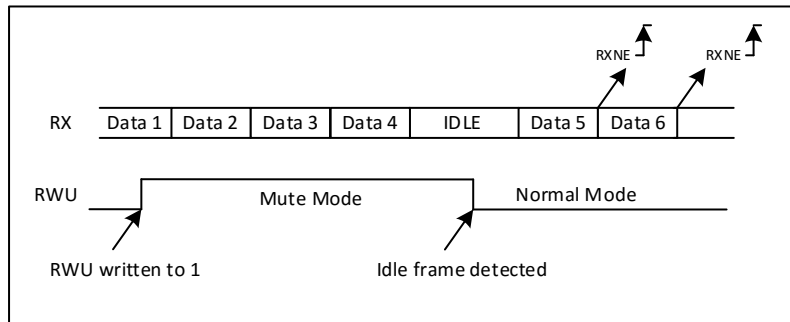 RXNE RXNE
RX Data 1 Data 2 Data 3 Data 4 IDLE Data 5 Data 6
RWU Mute Mode Normal Mode
RWU written to 1 Idle frame detected